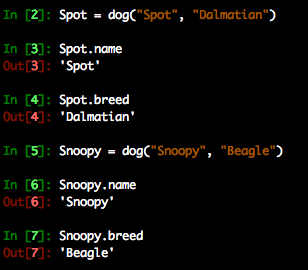 In [2]: Spot = dog("Spot", "Dalmatian")
In [3]: Spot.name
Out[3]: 'Spot'
In [4]: Spot.breed
Out[4]: 'Dalmatian'
In [5]: Snoopy = dog("Snoopy", "Beagle")
In [6]: Snoopy.name
Out[6]: 'Snoopy'
In [7]: Snoopy.breed
Out[7]: 'Beagle'